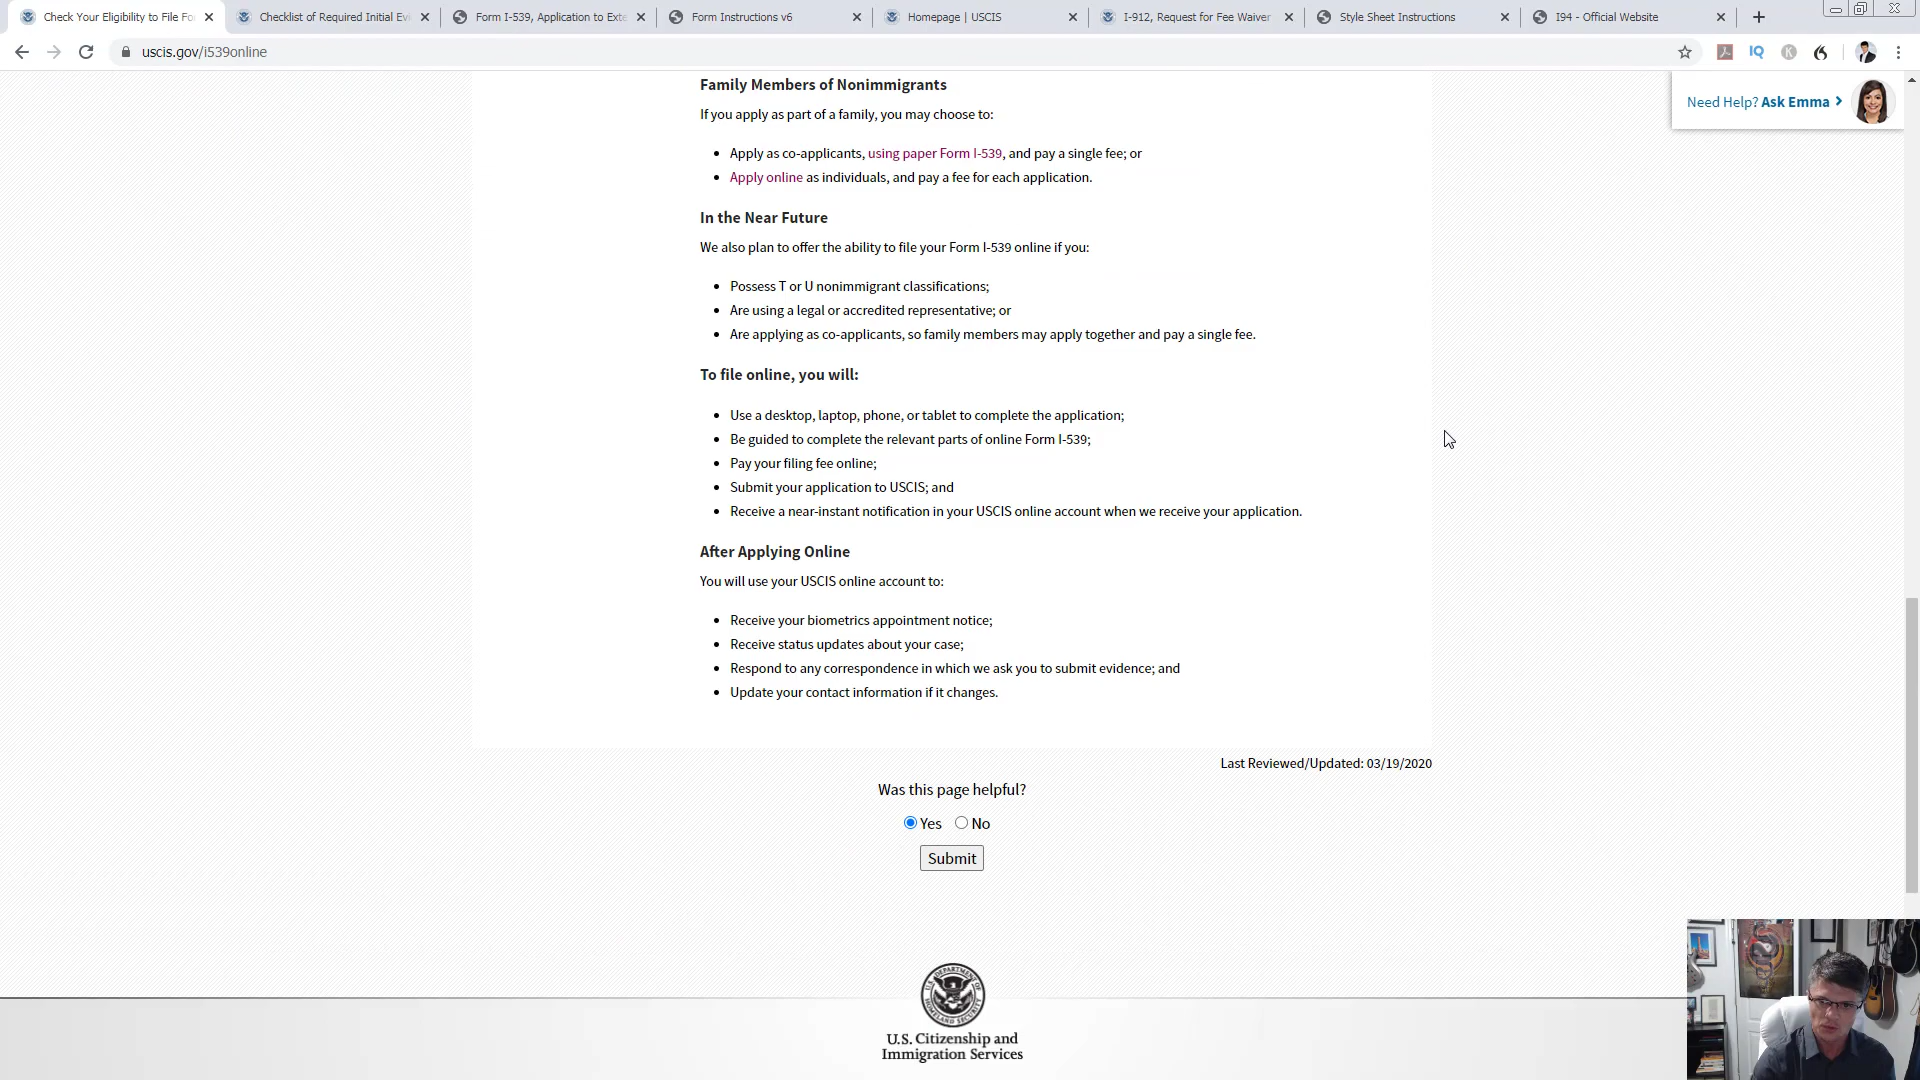 Check Your Eligibility to File Fo
Checklist of Required Initial Evi
Form I-539, Application to Exte
Form Instructions v6
Homepage | USCIS
I-912, Request for Fee Waiver
Style Sheet Instructions
I94 - Official Website
uscis.gov/i539online
IQ
K
Need Help? Ask Emma
Family Members of Nonimmigrants
If you apply as part of a family, you may choose to:
• Apply as co-applicants, using paper Form I-539, and pay a single fee; or
• Apply online as individuals, and pay a fee for each application.
In the Near Future
We also plan to offer the ability to file your Form I-539 online if you:
• Possess T or U nonimmigrant classifications;
• Are using a legal or accredited representative; or
• Are applying as co-applicants, so family members may apply together and pay a single fee.
To file online, you will:
• Use a desktop, laptop, phone, or tablet to complete the application;
• Be guided to complete the relevant parts of online Form I-539;
• Pay your filing fee online;
• Submit your application to USCIS; and
• Receive a near-instant notification in your USCIS online account when we receive your application.
After Applying Online
You will use your USCIS online account to:
• Receive your biometrics appointment notice;
• Receive status updates about your case;
• Respond to any correspondence in which we ask you to submit evidence; and
• Update your contact information if it changes.
Last Reviewed/Updated: 03/19/2020
Was this page helpful?
Yes No
Submit
U.S. Citizenship and
Immigration Services